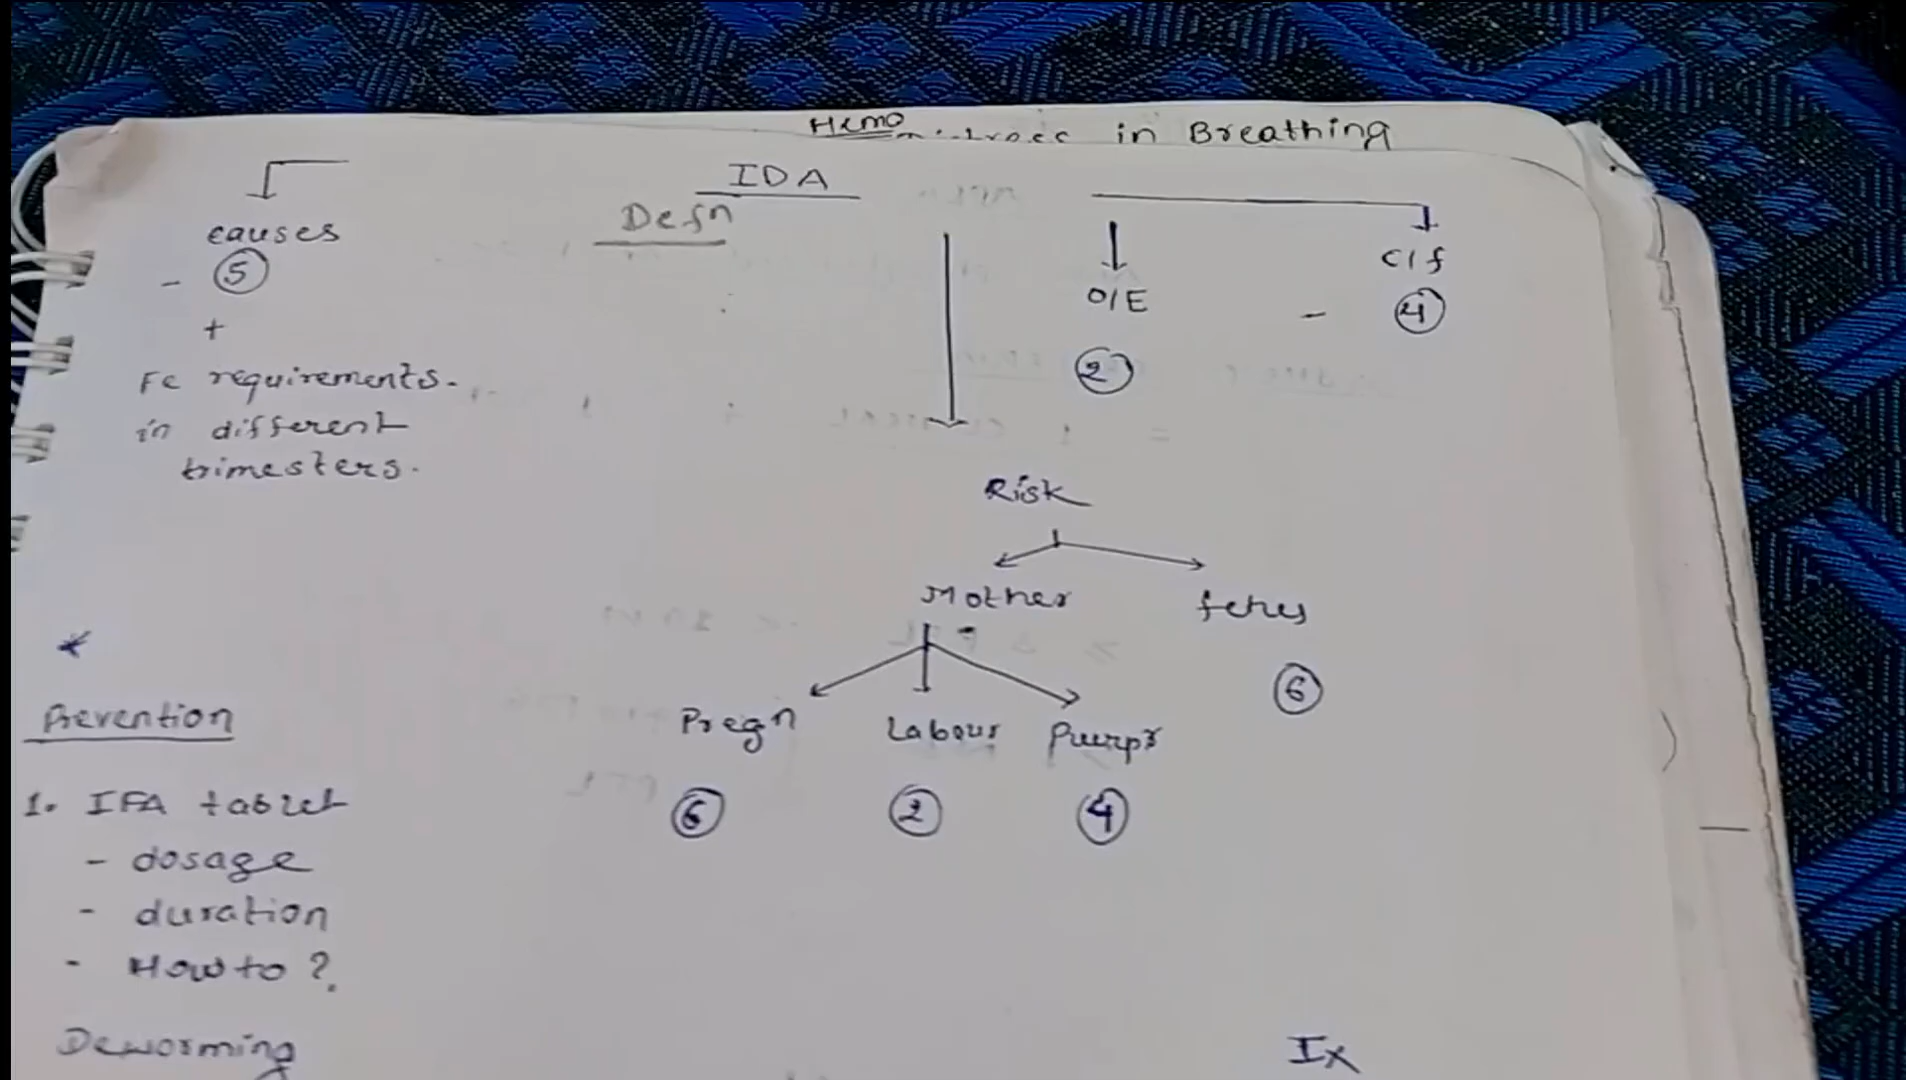 Hemo
in Breathing
IDA
Defn
causes
- 5
+
Fe requirements.
in different
trimesters.
O/E
2
C/f
- 4
Risk
Mother
fetus
6
Pregn
Labour
Puerpr
6
2
4
*
Prevention
1. IFA tablet
- dosage
- duration
- How to ?
Deworming
Ix